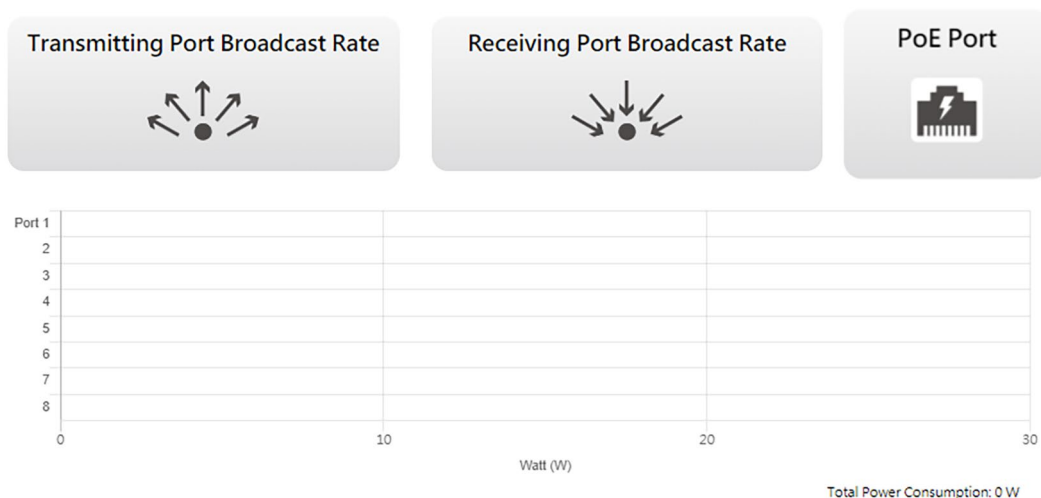 Transmitting Port Broadcast Rate
Receiving Port Broadcast Rate
PoE Port
Port 1
2
3
4
5
6
7
8
0 10 20 30
Watt (W)
Total Power Consumption: 0 W